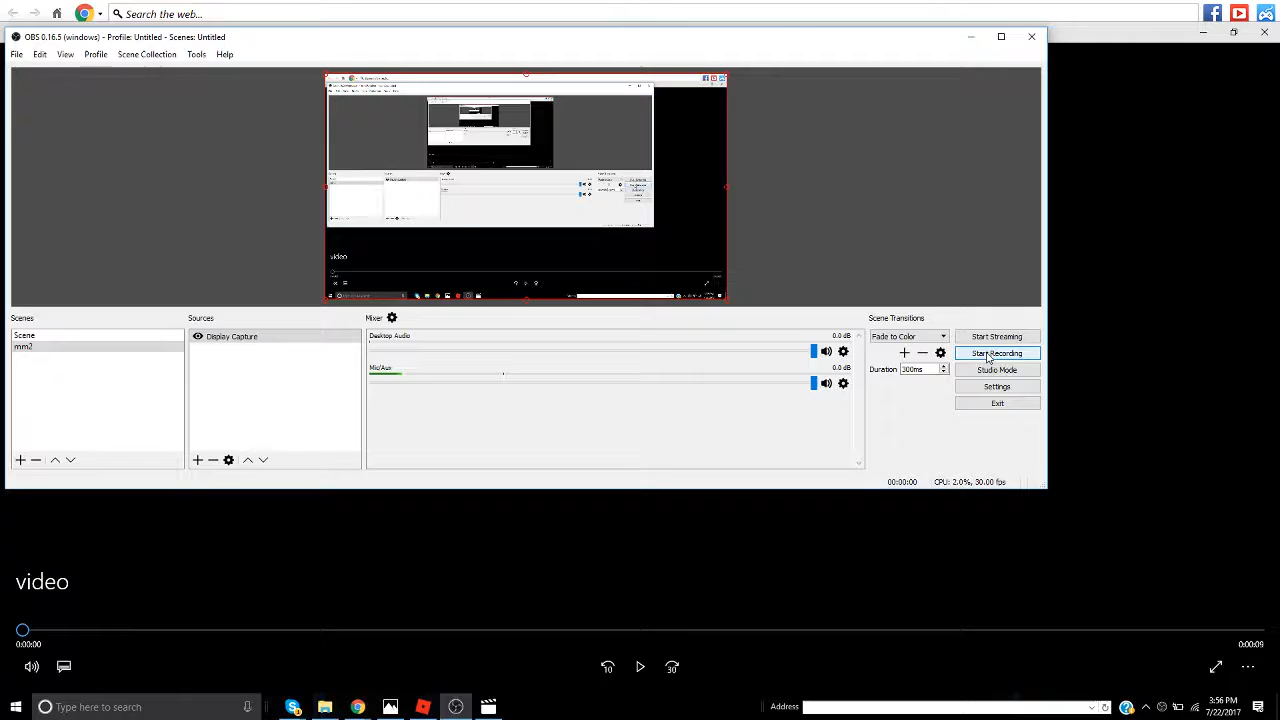 Search the web...
OBS 0.16.5 (windows) - Profile: Untitled - Scenes: Untitled
File Edit View Profile Scene Collection Tools Help
video
Scenes Sources Mixer Scene Transitions
Scene
mm2
Display Capture
Desktop Audio 0.0 dB
Mic/Aux 0.0 dB
Fade to Color
Duration 300ms
Start Streaming
Start Recording
Studio Mode
Settings
Exit
00:00:00 CPU: 2.0%, 30.00 fps
video
0:00:00 0:00:09
10 30
Type here to search Address 3:56 PM
7/22/2017